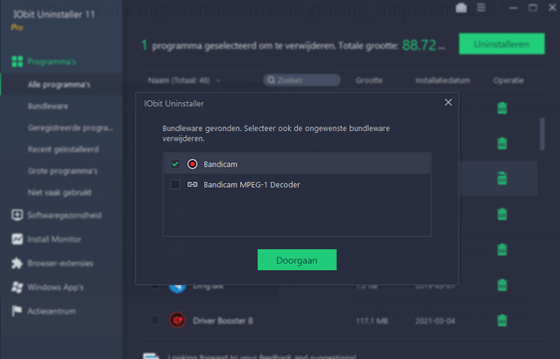 IObit Uninstaller 11
Pro
1 programma geselecteerd om te verwijderen. Totale grootte: 88.72
Uninstalleren
Programma's
Alle programma's
Bundleware
Geregistreerde progra...
Recent geïnstalleerd
Grote programma's
Niet vaak gebruikt
Softwaregezondheid
Install Monitor
Browser-extensies
Windows App's
Actiecentrum
Naam (Totaal: 48)
Zoeken
Grootte
Installatiedatum
Operatie
IObit Uninstaller
Bundleware gevonden. Selecteer ook de ongewenste bundleware
verwijderen.
Bandicam
Bandicam MPEG-1 Decoder
Doorgaan
DingTalk
Driver Booster 8
117.1 MB
2021-03-04
Looking forward to your feedback and suggestions!